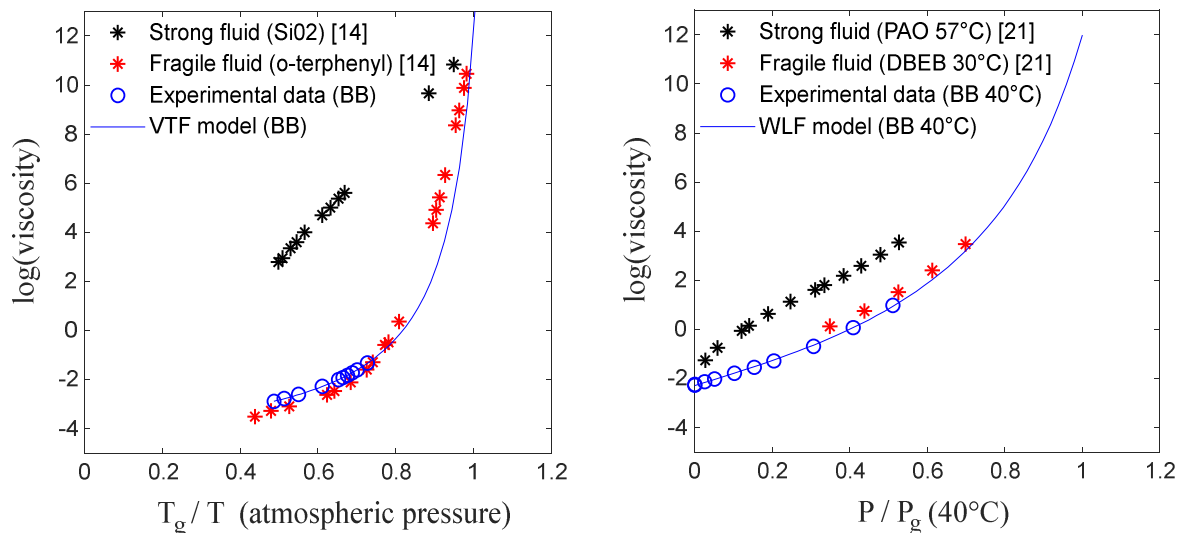 12
10
8
6
4
2
0
-2
-4
log(viscosity)
Strong fluid (Si02) [14]
Fragile fluid (o-terphenyl) [14]
Experimental data (BB)
VTF model (BB)
0
0.2
0.4
0.6
0.8
1
1.2
Tg / T (atmospheric pressure)
12
10
8
6
4
2
0
-2
-4
log(viscosity)
Strong fluid (PAO 57°C) [21]
Fragile fluid (DBEB 30°C) [21]
Experimental data (BB 40°C)
WLF model (BB 40°C)
0
0.2
0.4
0.6
0.8
1
1.2
P / Pg (40°C)